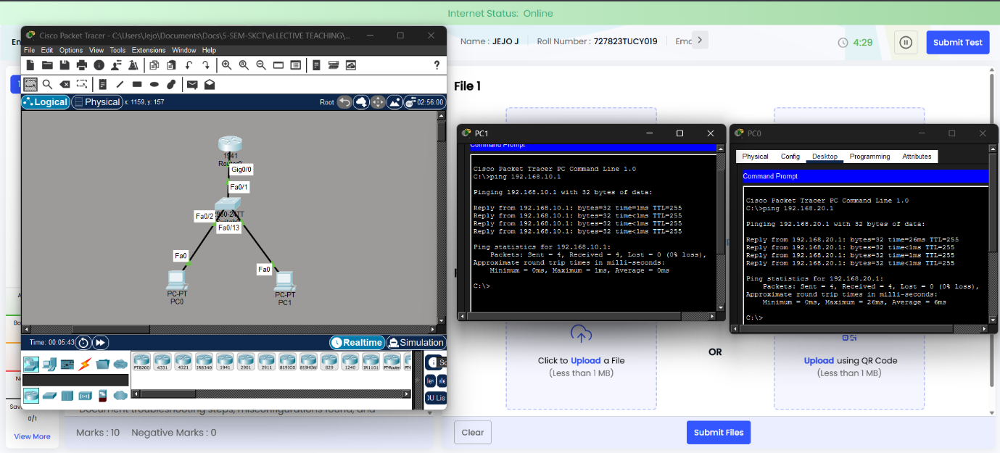 Internet Status: Online
Cisco Packet Tracer - C:\Users\Jejo\Documents\Docs\5-SEM-SKCT\eLLECTIVE TEACHING\...
File Edit Options View Tools Extensions Window Help
?
Logical Physical x: 1159, y: 157 Root 02:56:00
1941
Gig0/0
Fa0/1
Fa0/2
Fa0/13
Fa0
Fa0
PC-PT
PC0
PC-PT
PC1
Time: 00:05:43 Realtime Simulation
PT8200 4331 4321 IR8340 1941 2901 2911 819IOX 819HGW 829 1240 IR1101 PT-Router
Name : JEJO J Roll Number : 727823TUCY019 4:29 Submit Test
File 1
PC1
Command Prompt
Cisco Packet Tracer PC Command Line 1.0
C:\>ping 192.168.10.1
Pinging 192.168.10.1 with 32 bytes of data:
Reply from 192.168.10.1: bytes=32 time=1ms TTL=255
Reply from 192.168.10.1: bytes=32 time<1ms TTL=255
Reply from 192.168.10.1: bytes=32 time<1ms TTL=255
Reply from 192.168.10.1: bytes=32 time<1ms TTL=255
Ping statistics for 192.168.10.1:
Packets: Sent = 4, Received = 4, Lost = 0 (0% loss),
Approximate round trip times in milli-seconds:
Minimum = 0ms, Maximum = 1ms, Average = 0ms
C:\>
PC0
Physical Config Desktop Programming Attributes
Command Prompt
Cisco Packet Tracer PC Command Line 1.0
C:\>ping 192.168.20.1
Pinging 192.168.20.1 with 32 bytes of data:
Reply from 192.168.20.1: bytes=32 time=26ms TTL=255
Reply from 192.168.20.1: bytes=32 time<1ms TTL=255
Reply from 192.168.20.1: bytes=32 time<1ms TTL=255
Reply from 192.168.20.1: bytes=32 time<1ms TTL=255
Ping statistics for 192.168.20.1:
Packets: Sent = 4, Received = 4, Lost = 0 (0% loss),
Approximate round trip times in milli-seconds:
Minimum = 0ms, Maximum = 26ms, Average = 6ms
C:\>
Click to Upload a File
(Less than 1 MB)
OR
Upload using QR Code
(Less than 1 MB)
0/1
View More
Document troubleshooting steps, misconfigurations found, and
Marks : 10 Negative Marks : 0
Clear Submit Files